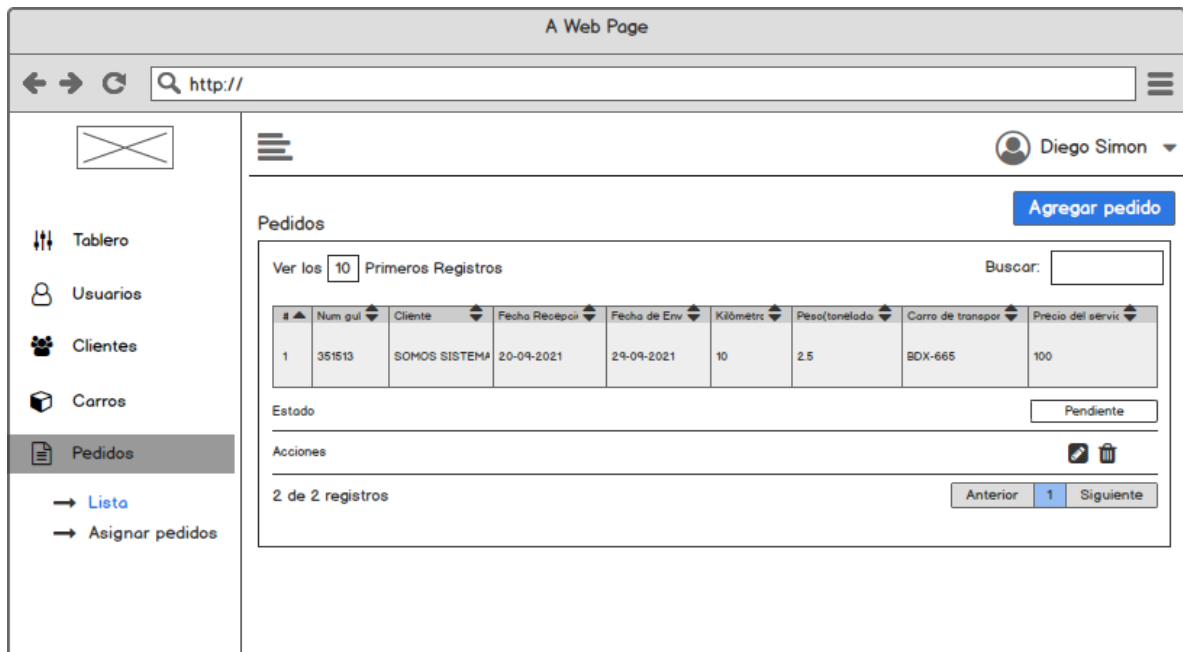 A Web Page
http://
Diego Simon
Agregar pedido
Tablero
Usuarios
Clientes
Carros
Pedidos
Lista
Asignar pedidos
Pedidos
Ver los 10 Primeros Registros
Buscar:
# Num gui Cliente Fecha Recepci Fecha de Env Kilómetro Peso(tonelada Carro de transpor Precio del servic
1 351513 SOMOS SISTEMA 20-09-2021 29-09-2021 10 2.5 BDX-665 100
Estado Pendiente
Acciones
2 de 2 registros Anterior 1 Siguiente